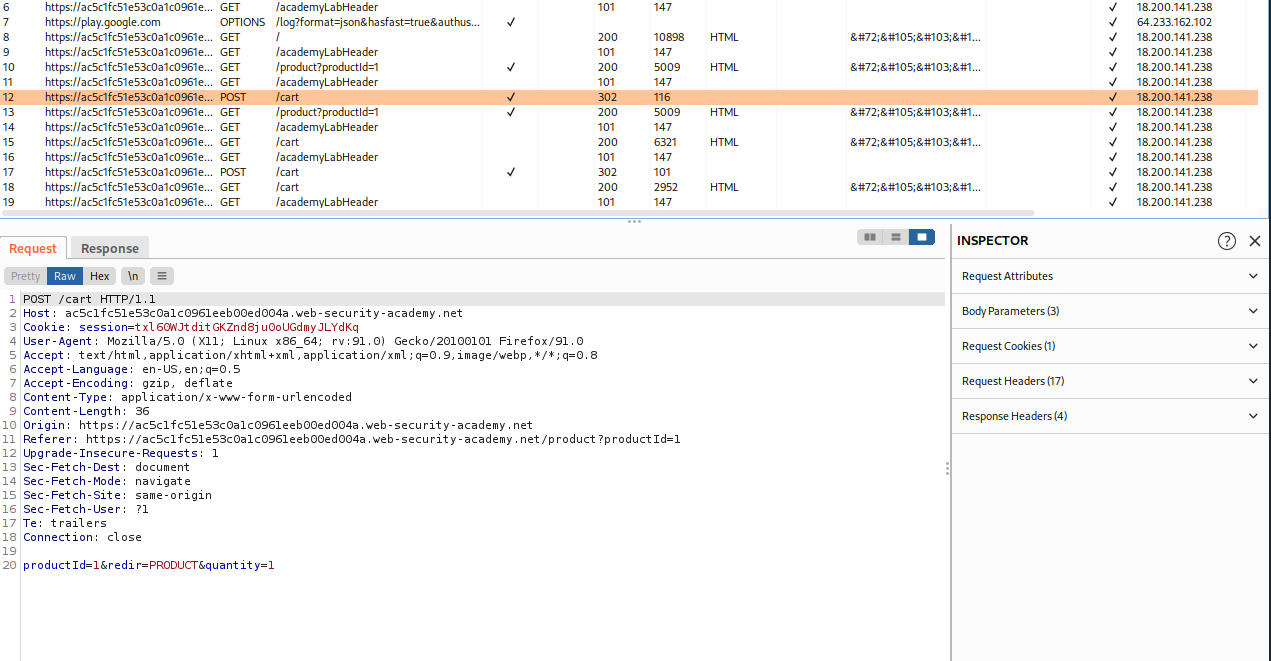 6 https://ac5c1fc51e53c0a1c0961e... GET /academyLabHeader 101 147 ✓ 18.200.141.238
7 https://play.google.com OPTIONS /log?format=json&hasfast=true&authus... ✓ ✓ 64.233.162.102
8 https://ac5c1fc51e53c0a1c0961e... GET / 200 10898 HTML &#72;&#105;&#103;&#1... ✓ 18.200.141.238
9 https://ac5c1fc51e53c0a1c0961e... GET /academyLabHeader 101 147 ✓ 18.200.141.238
10 https://ac5c1fc51e53c0a1c0961e... GET /product?productId=1 ✓ 200 5009 HTML &#72;&#105;&#103;&#1... ✓ 18.200.141.238
11 https://ac5c1fc51e53c0a1c0961e... GET /academyLabHeader 101 147 ✓ 18.200.141.238
12 https://ac5c1fc51e53c0a1c0961e... POST /cart ✓ 302 116 ✓ 18.200.141.238
13 https://ac5c1fc51e53c0a1c0961e... GET /product?productId=1 ✓ 200 5009 HTML &#72;&#105;&#103;&#1... ✓ 18.200.141.238
14 https://ac5c1fc51e53c0a1c0961e... GET /academyLabHeader 101 147 ✓ 18.200.141.238
15 https://ac5c1fc51e53c0a1c0961e... GET /cart 200 6321 HTML &#72;&#105;&#103;&#1... ✓ 18.200.141.238
16 https://ac5c1fc51e53c0a1c0961e... GET /academyLabHeader 101 147 ✓ 18.200.141.238
17 https://ac5c1fc51e53c0a1c0961e... POST /cart ✓ 302 101 ✓ 18.200.141.238
18 https://ac5c1fc51e53c0a1c0961e... GET /cart 200 2952 HTML &#72;&#105;&#103;&#1... ✓ 18.200.141.238
19 https://ac5c1fc51e53c0a1c0961e... GET /academyLabHeader 101 147 ✓ 18.200.141.238
Request Response
Pretty Raw Hex \n
1 POST /cart HTTP/1.1
2 Host: ac5c1fc51e53c0a1c0961eeb00ed004a.web-security-academy.net
3 Cookie: session=txl60WJtditGKZnd8ju0oUGdmyJLYdKq
4 User-Agent: Mozilla/5.0 (X11; Linux x86_64; rv:91.0) Gecko/20100101 Firefox/91.0
5 Accept: text/html,application/xhtml+xml,application/xml;q=0.9,image/webp,*/*;q=0.8
6 Accept-Language: en-US,en;q=0.5
7 Accept-Encoding: gzip, deflate
8 Content-Type: application/x-www-form-urlencoded
9 Content-Length: 36
10 Origin: https://ac5c1fc51e53c0a1c0961eeb00ed004a.web-security-academy.net
11 Referer: https://ac5c1fc51e53c0a1c0961eeb00ed004a.web-security-academy.net/product?productId=1
12 Upgrade-Insecure-Requests: 1
13 Sec-Fetch-Dest: document
14 Sec-Fetch-Mode: navigate
15 Sec-Fetch-Site: same-origin
16 Sec-Fetch-User: ?1
17 Te: trailers
18 Connection: close
19
20 productId=1&redir=PRODUCT&quantity=1
INSPECTOR
Request Attributes
Body Parameters (3)
Request Cookies (1)
Request Headers (17)
Response Headers (4)